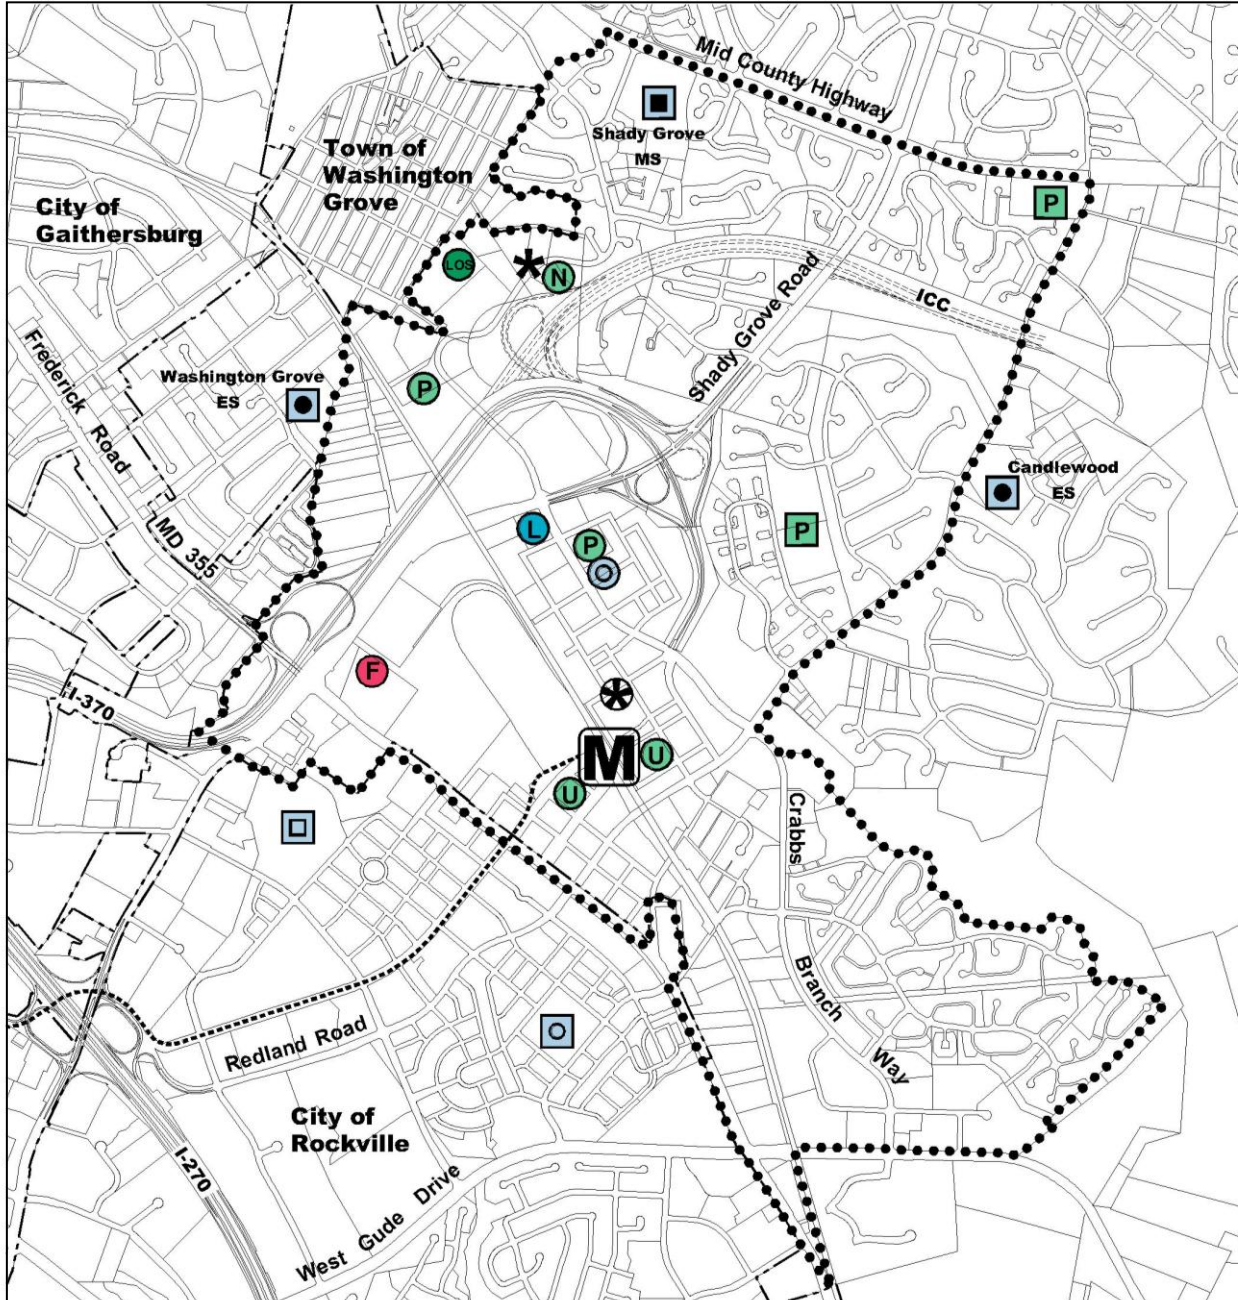 Mid County Highway
Shady Grove
MS
Town of
Washington
Grove
City of
Gaithersburg
P
LOS
N
ICC
Shady Grove Road
Frederick Road
Washington Grove
ES
P
Candlewood
ES
MD 355
L
P
P
F
I-370
M
U
U
Crabbs
Branch
Way
Redland Road
City of
Rockville
I-270
West Gude Drive